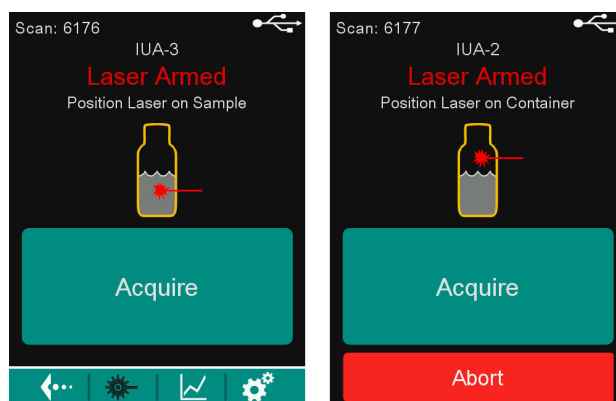 Scan: 6176
IUA-3
Laser Armed
Position Laser on Sample
Acquire
Scan: 6177
IUA-2
Laser Armed
Position Laser on Container
Acquire
Abort